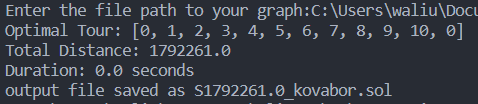 Enter the file path to your graph:C:\Users\waliu\Docu
Optimal Tour: [0, 1, 2, 3, 4, 5, 6, 7, 8, 9, 10, 0]
Total Distance: 1792261.0
Duration: 0.0 seconds
output file saved as S1792261.0_kovabor.sol